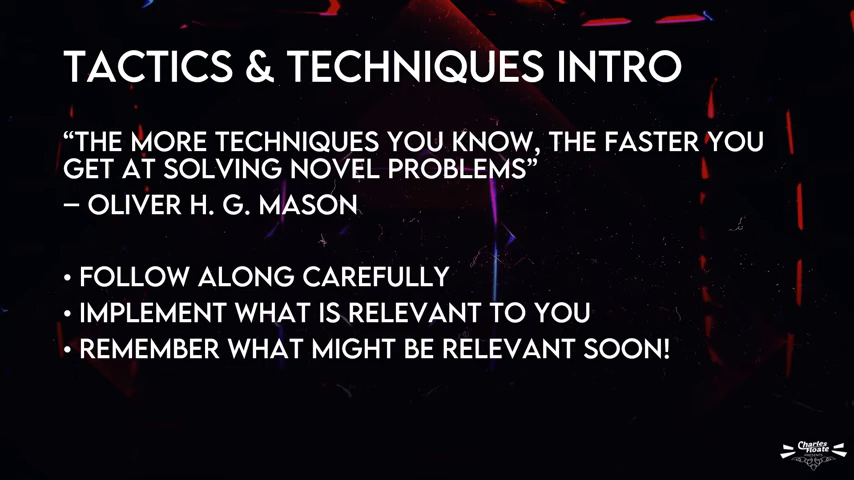 TACTICS & TECHNIQUES INTRO
“THE MORE TECHNIQUES YOU KNOW, THE FASTER YOU
GET AT SOLVING NOVEL PROBLEMS”
– OLIVER H. G. MASON
• FOLLOW ALONG CAREFULLY
• IMPLEMENT WHAT IS RELEVANT TO YOU
• REMEMBER WHAT MIGHT BE RELEVANT SOON!
Charles
Floate
PRESENTS